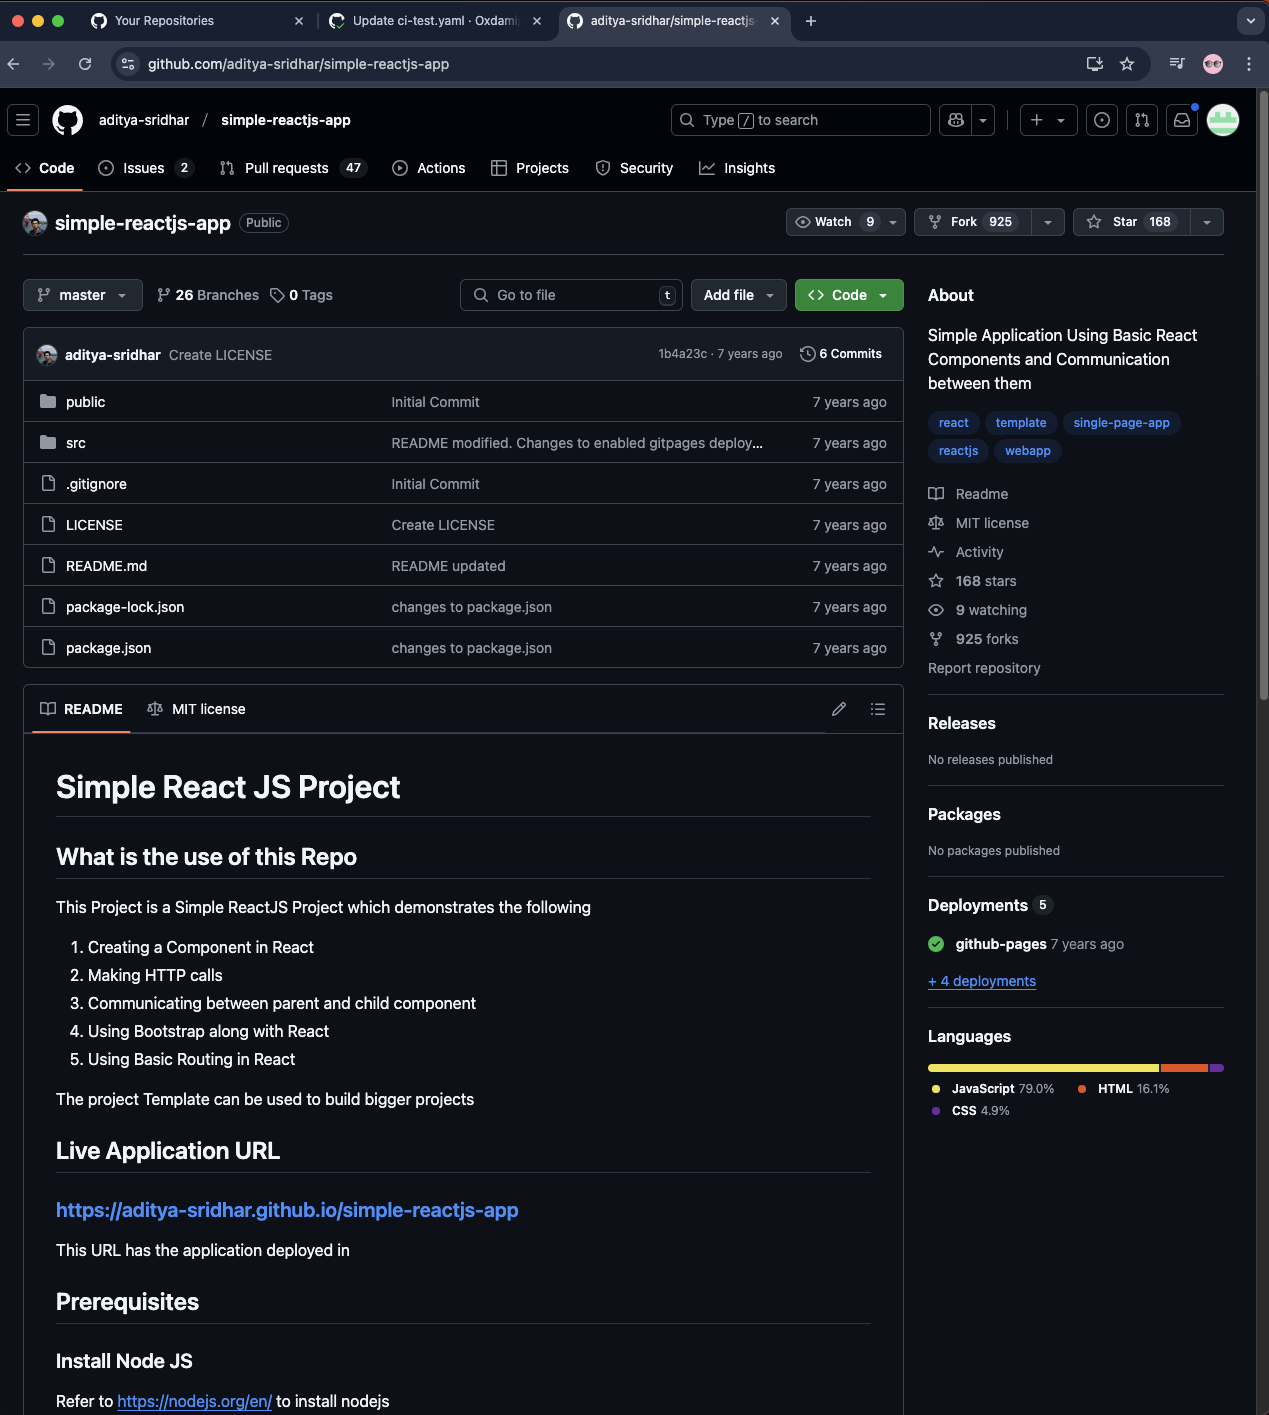 Your Repositories
Update ci-test.yaml · Oxdami
aditya-sridhar/simple-reactjs-
github.com/aditya-sridhar/simple-reactjs-app
aditya-sridhar / simple-reactjs-app
Type / to search
Code Issues 2 Pull requests 47 Actions Projects Security Insights
simple-reactjs-app Public
Watch 9 Fork 925 Star 168
master 26 Branches 0 Tags
Go to file t Add file Code
aditya-sridhar Create LICENSE 1b4a23c · 7 years ago 6 Commits
public Initial Commit 7 years ago
src README modified. Changes to enabled gitpages deploy... 7 years ago
.gitignore Initial Commit 7 years ago
LICENSE Create LICENSE 7 years ago
README.md README updated 7 years ago
package-lock.json changes to package.json 7 years ago
package.json changes to package.json 7 years ago
README MIT license
Simple React JS Project
What is the use of this Repo
This Project is a Simple ReactJS Project which demonstrates the following
1. Creating a Component in React
2. Making HTTP calls
3. Communicating between parent and child component
4. Using Bootstrap along with React
5. Using Basic Routing in React
The project Template can be used to build bigger projects
Live Application URL
https://aditya-sridhar.github.io/simple-reactjs-app
This URL has the application deployed in
Prerequisites
Install Node JS
Refer to https://nodejs.org/en/ to install nodejs
About
Simple Application Using Basic React
Components and Communication
between them
react template single-page-app
reactjs webapp
Readme
MIT license
Activity
168 stars
9 watching
925 forks
Report repository
Releases
No releases published
Packages
No packages published
Deployments 5
github-pages 7 years ago
+ 4 deployments
Languages
JavaScript 79.0% HTML 16.1%
CSS 4.9%